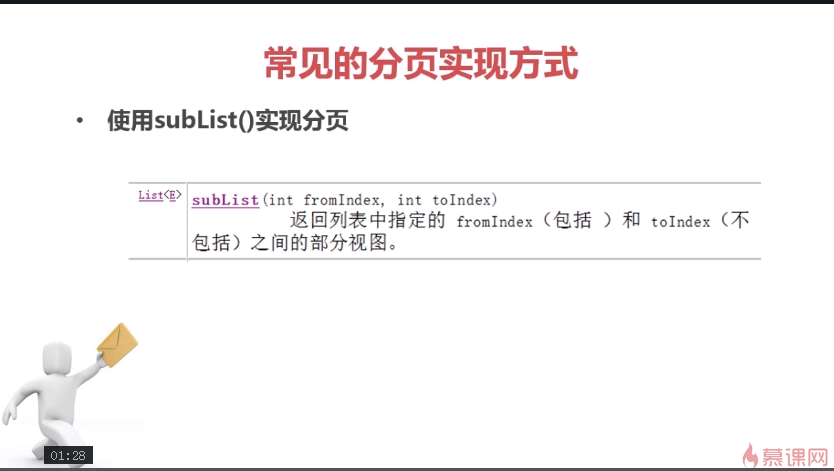 常见的分页实现方式
• 使用subList()实现分页
List<E> subList(int fromIndex, int toIndex)
返回列表中指定的 fromIndex（包括 ）和 toIndex（不
包括）之间的部分视图。
01:28
慕课网